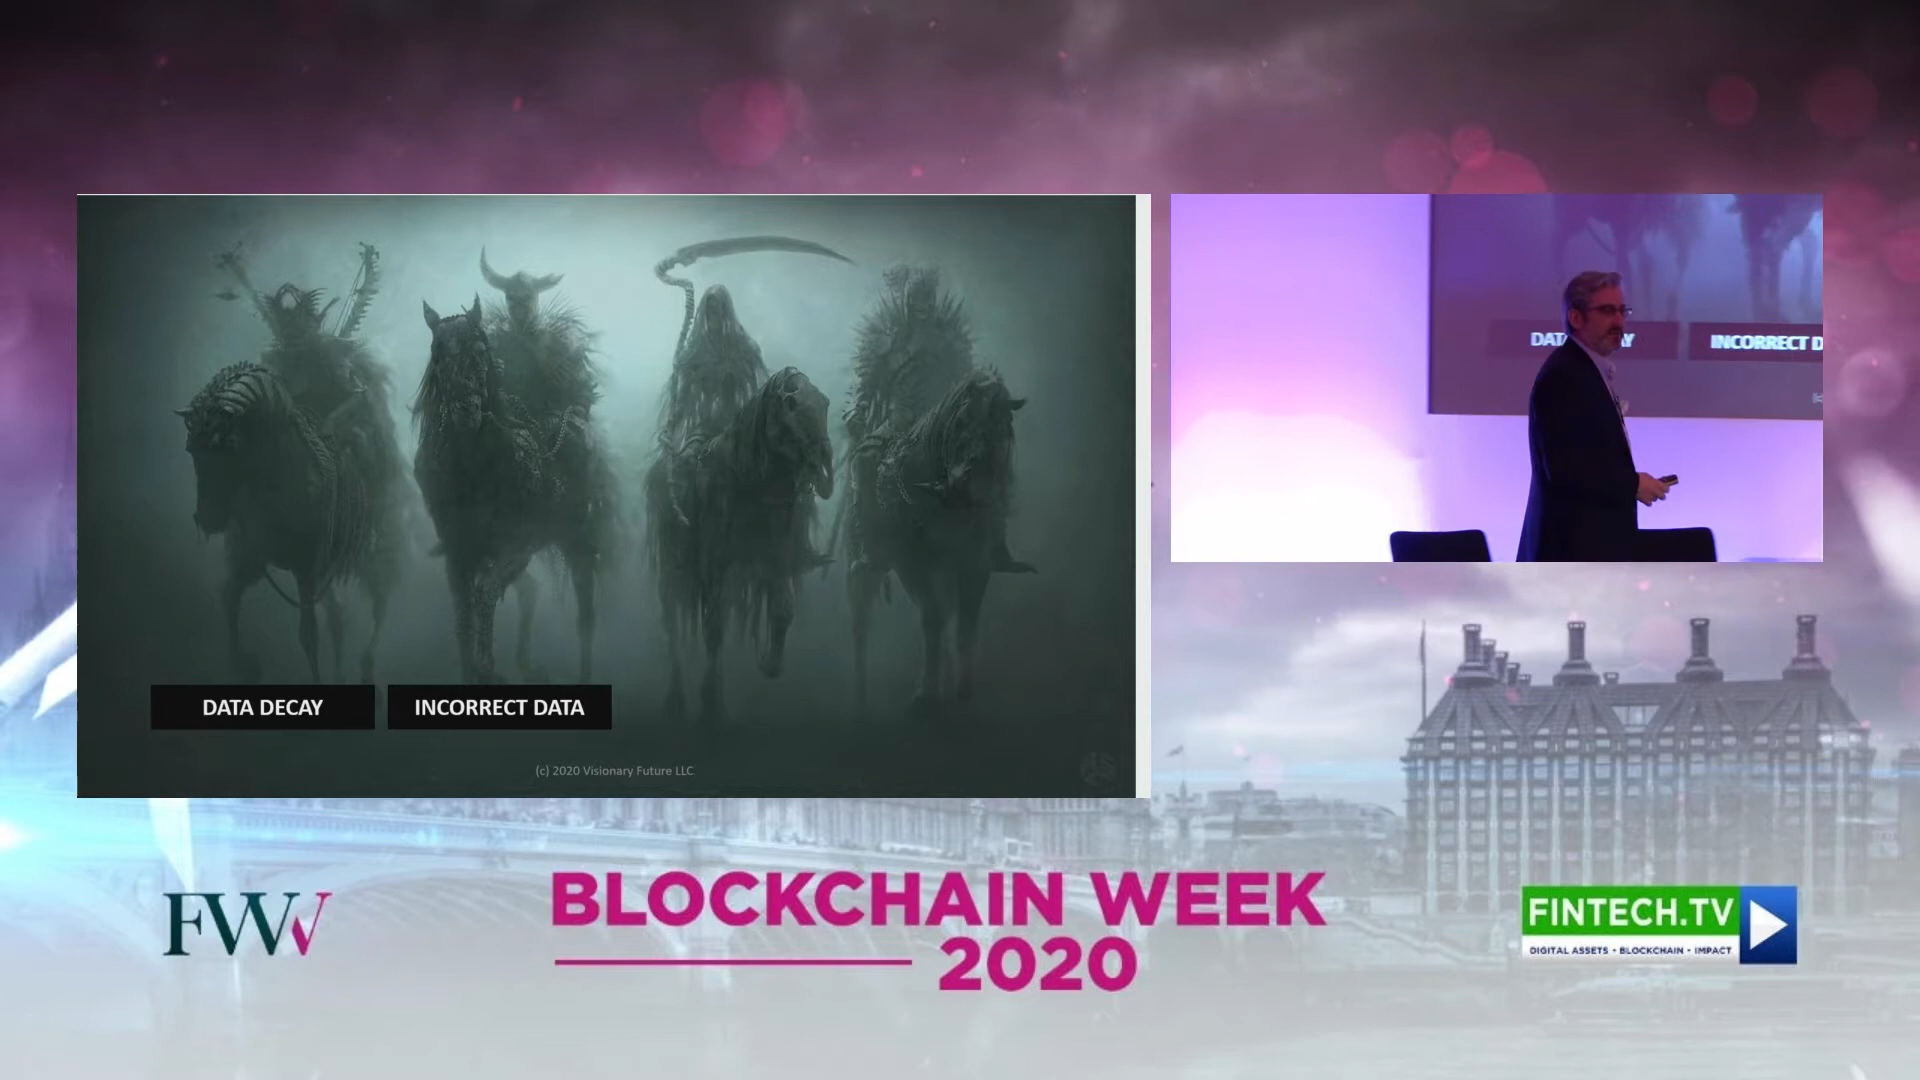 DATA DECAY
INCORRECT DATA
(c) 2020 Visionary Future LLC
INCORRECT D
FWW
BLOCKCHAIN WEEK
2020
FINTECH.TV
DIGITAL ASSETS • BLOCKCHAIN • IMPACT